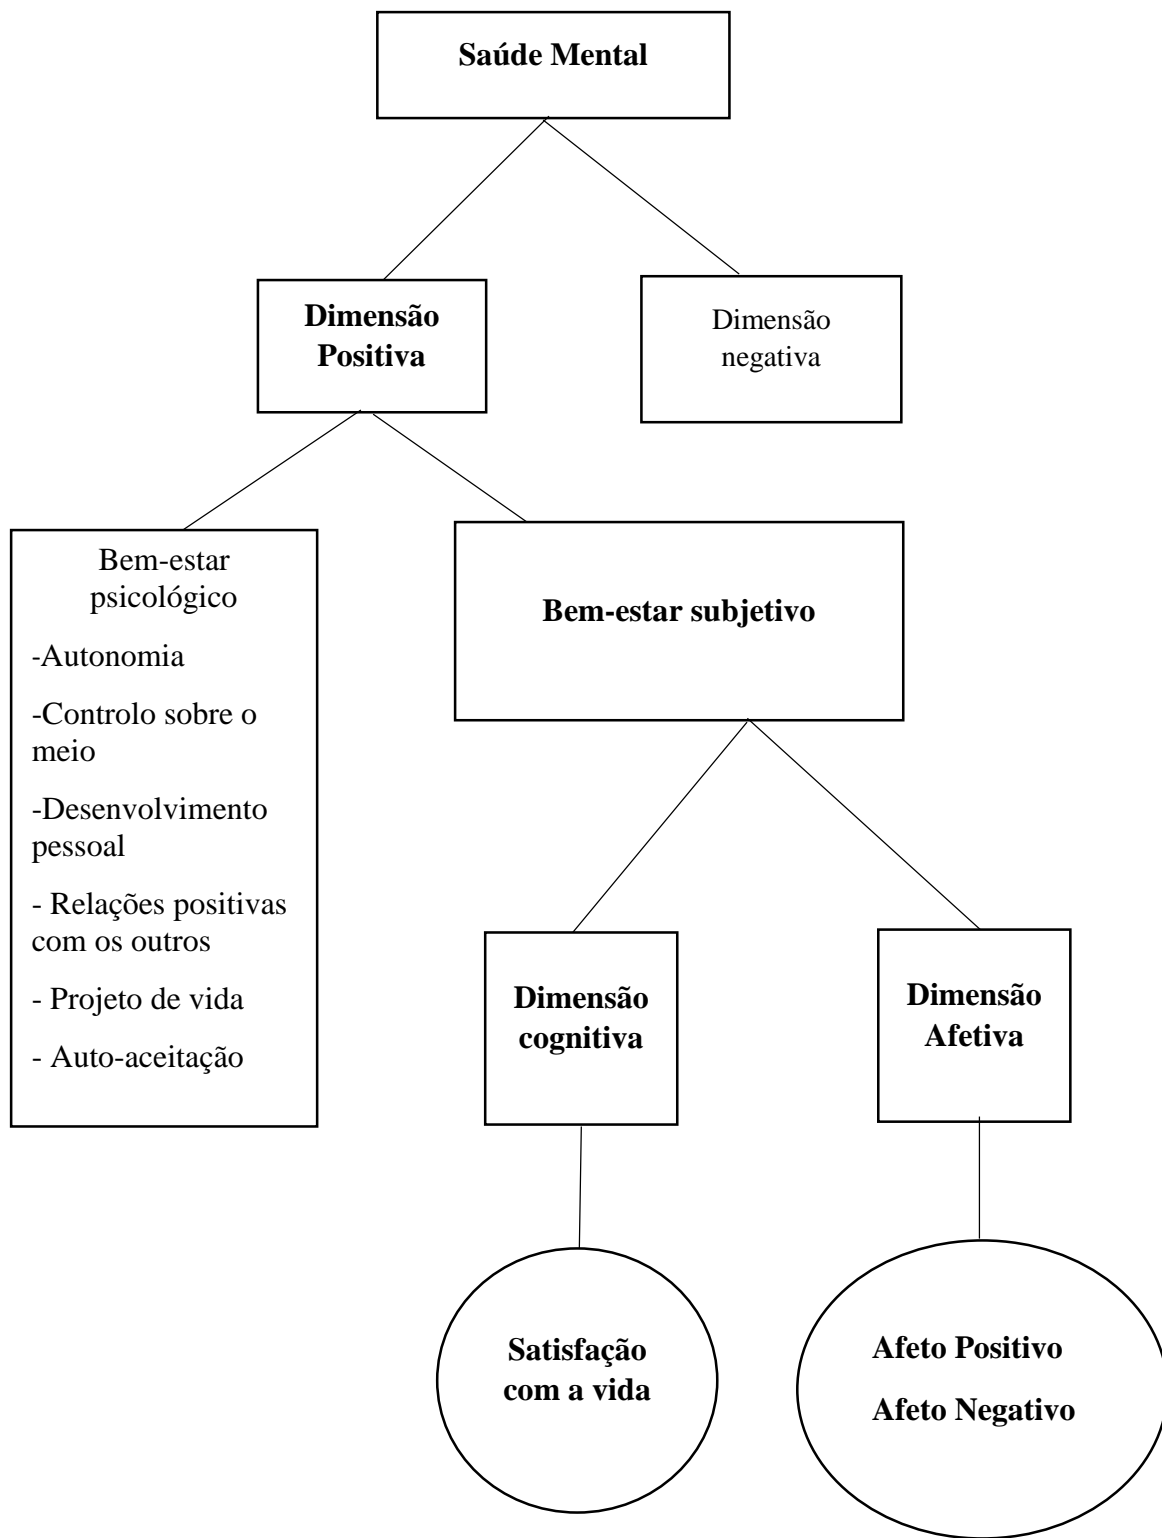 Saúde Mental
Dimensão
Positiva
Dimensão
negativa
Bem-estar
psicológico
-Autonomia
-Controlo sobre o
meio
-Desenvolvimento
pessoal
- Relações positivas
com os outros
- Projeto de vida
- Auto-aceitação
Bem-estar subjetivo
Dimensão
cognitiva
Dimensão
Afetiva
Satisfação
com a vida
Afeto Positivo
Afeto Negativo